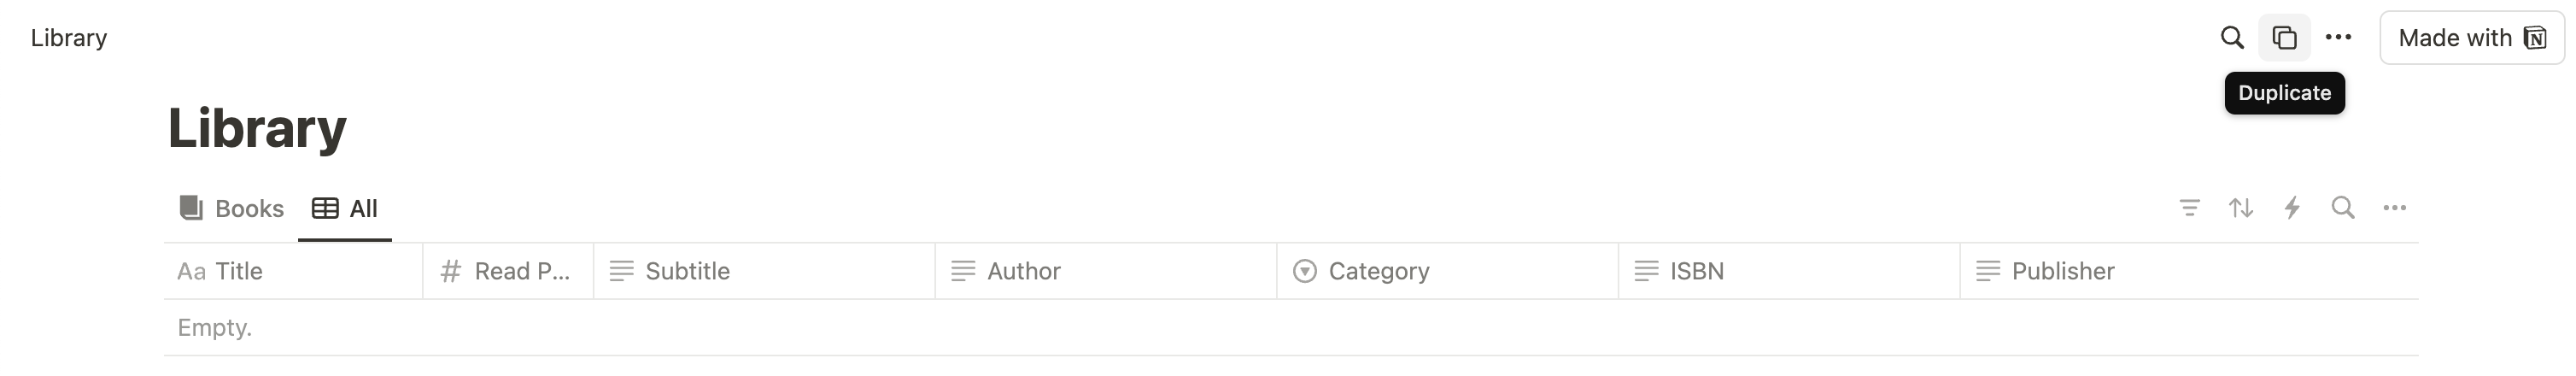 Library
Made with
Duplicate
Library
Books All
Aa Title Read P... Subtitle Author Category ISBN Publisher
Empty.